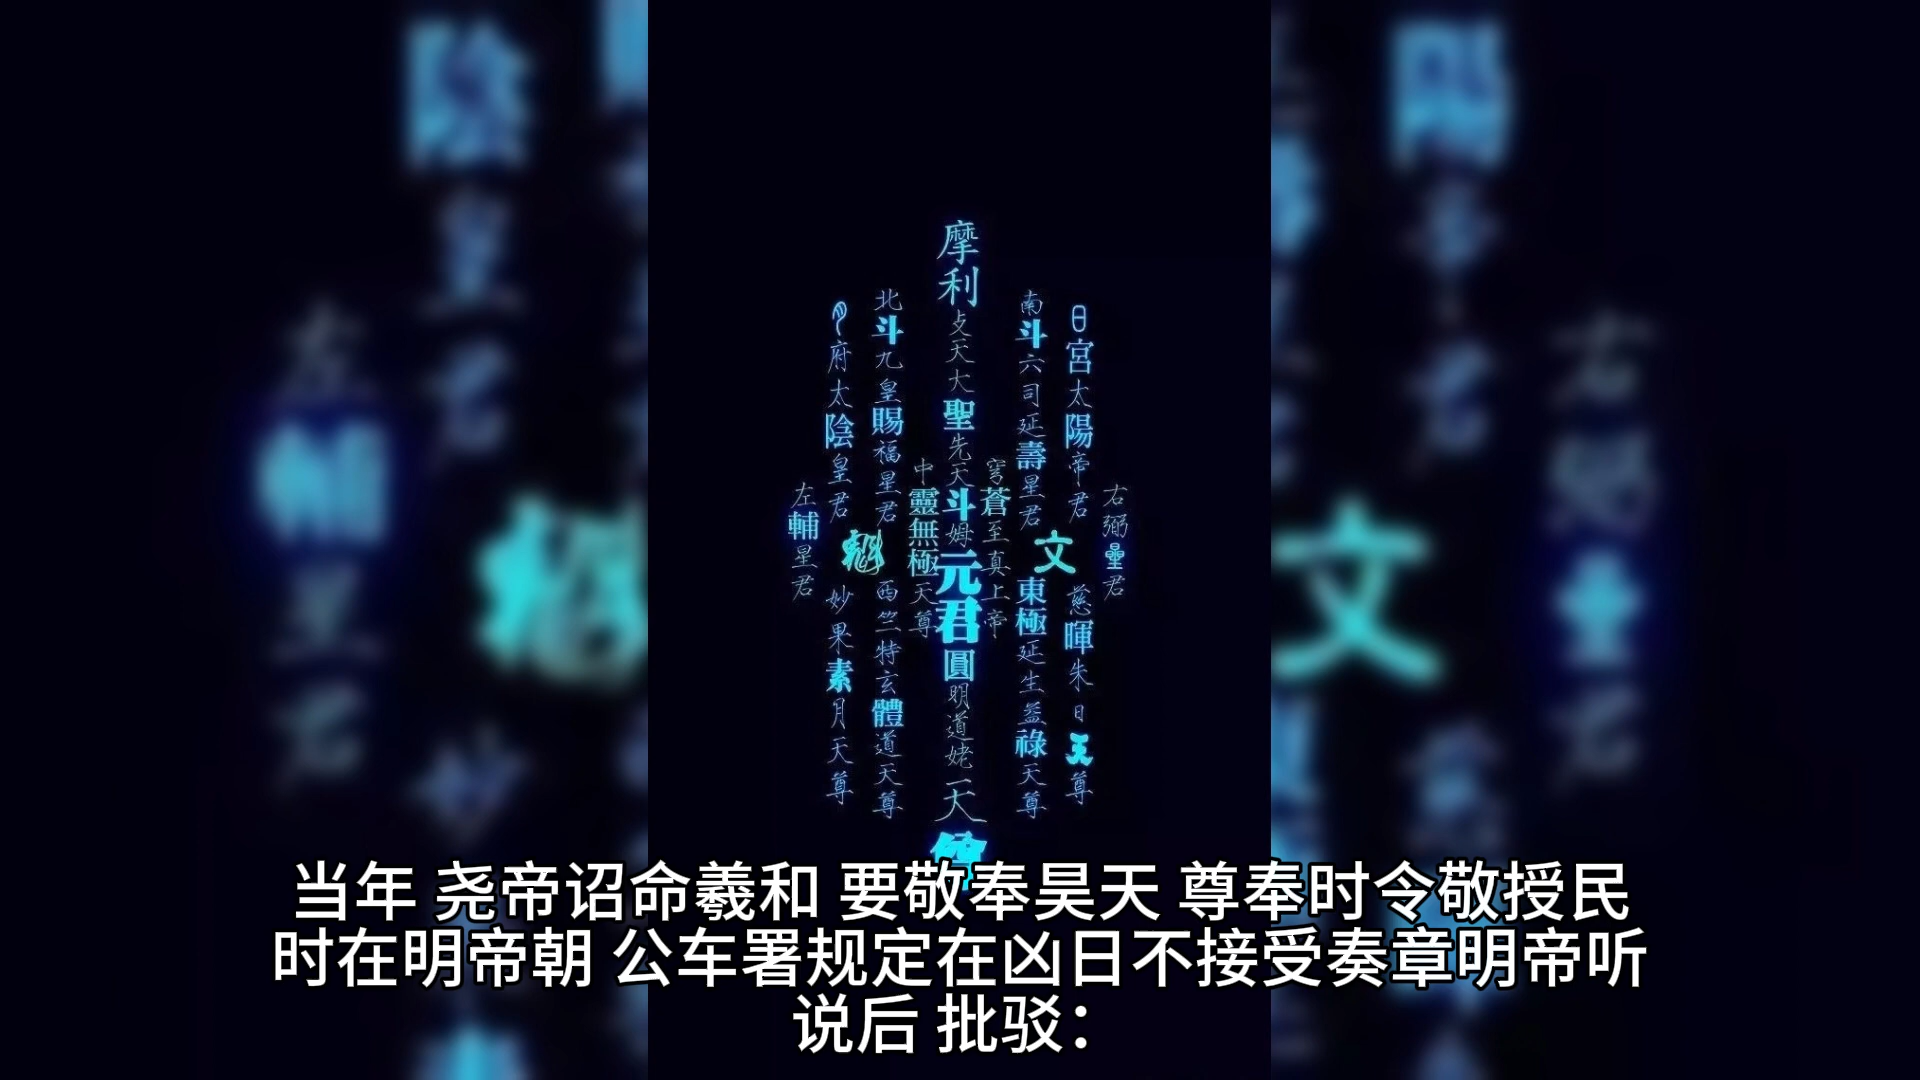 摩利攴天大聖先天斗姆元君圓明道姥天尊
南斗六司延壽星君
北斗九皇賜福星君
日宮太陽帝君
府太陰皇君
穹蒼至真上帝
中靈無極天尊
右弼星君
左輔星君
文
魁
東極延生益祿天尊
西竺特玄體道天尊
慈暉朱日天尊
妙果素月天尊
当年 尧帝诏命羲和 要敬奉昊天 尊奉时令敬授民
时在明帝朝 公车署规定在凶日不接受奏章明帝听
说后 批驳：